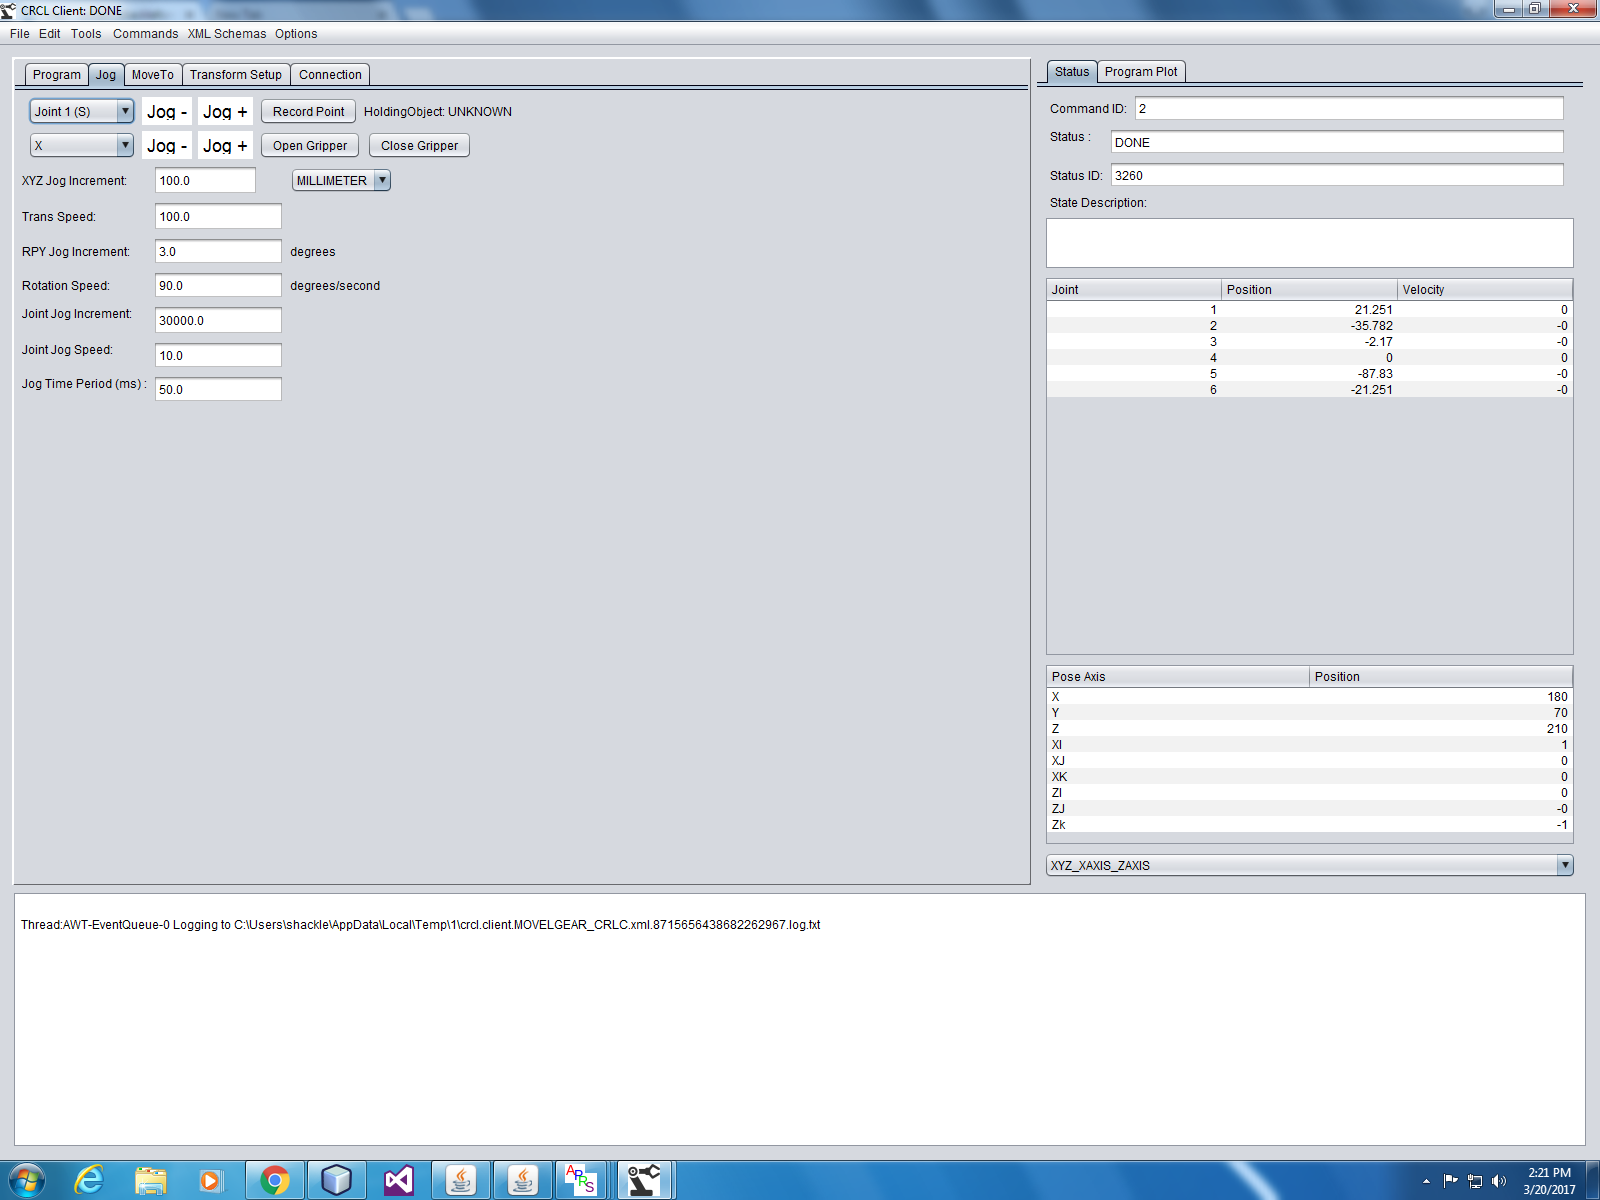 CRCL Client: DONE
File Edit Tools Commands XML Schemas Options
Program Jog MoveTo Transform Setup Connection
Joint 1 (S) Jog - Jog + Record Point HoldingObject: UNKNOWN
X Jog - Jog + Open Gripper Close Gripper
XYZ Jog Increment: 100.0 MILLIMETER
Trans Speed: 100.0
RPY Jog Increment: 3.0 degrees
Rotation Speed: 90.0 degrees/second
Joint Jog Increment: 30000.0
Joint Jog Speed: 10.0
Jog Time Period (ms) : 50.0
Status Program Plot
Command ID: 2
Status : DONE
Status ID: 3260
State Description:
Joint Position Velocity
1 21.251 0
2 -35.782 -0
3 -2.17 -0
4 0 0
5 -87.83 -0
6 -21.251 -0
Pose Axis Position
X 180
Y 70
Z 210
XI 1
XJ 0
XK 0
ZI 0
ZJ -0
Zk -1
XYZ_XAXIS_ZAXIS
Thread:AWT-EventQueue-0 Logging to C:\Users\shackle\AppData\Local\Temp\1\crcl.client.MOVELGEAR_CRLC.xml.8715656438682262967.log.txt
APRS
2:21 PM
3/20/2017